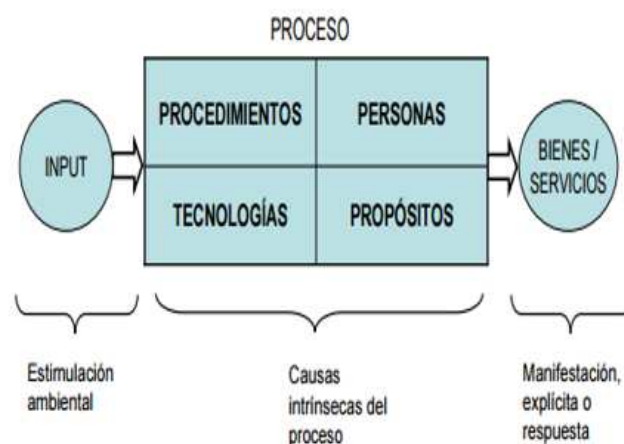 PROCESO
PROCEDIMIENTOS
PERSONAS
INPUT
BIENES /
SERVICIOS
TECNOLOGÍAS
PROPÓSITOS
Estimulación
ambiental
Causas
intrínsecas del
proceso
Manifestación,
explícita o
respuesta